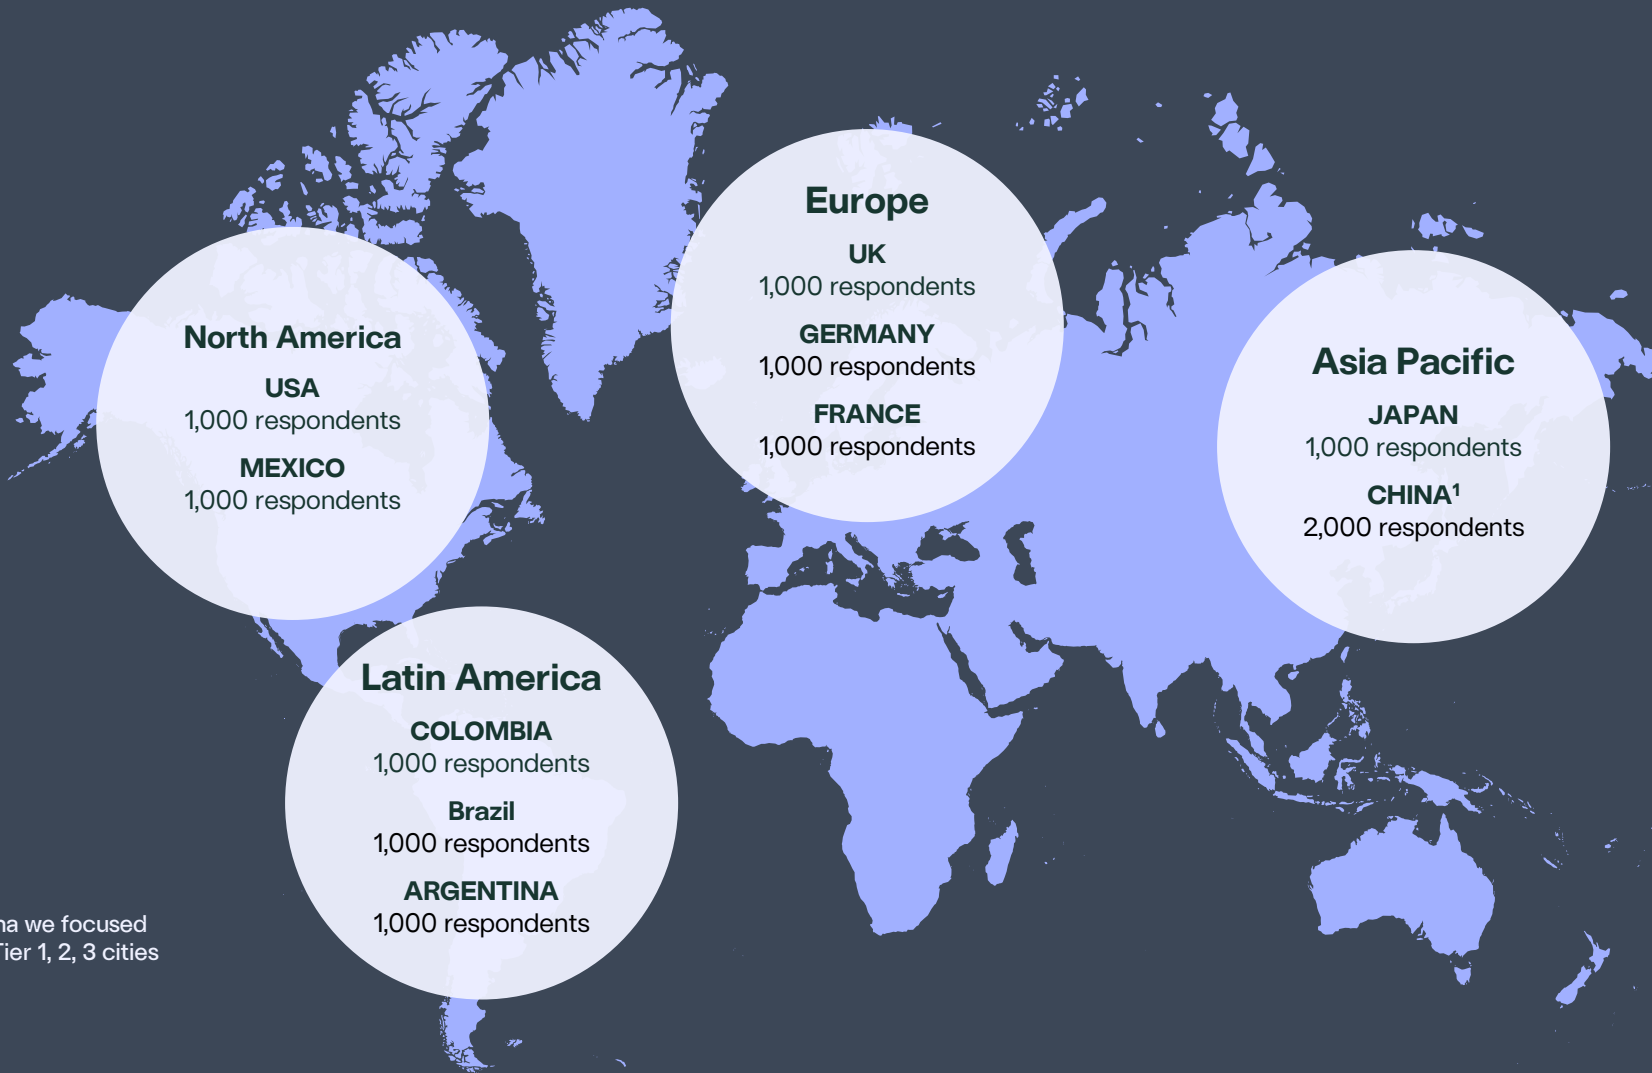 North America
USA
1,000 respondents
MEXICO
1,000 respondents
Europe
UK
1,000 respondents
GERMANY
1,000 respondents
FRANCE
1,000 respondents
Asia Pacific
JAPAN
1,000 respondents
CHINA¹
2,000 respondents
Latin America
COLOMBIA
1,000 respondents
Brazil
1,000 respondents
ARGENTINA
1,000 respondents
na we focused
Tier 1, 2, 3 cities